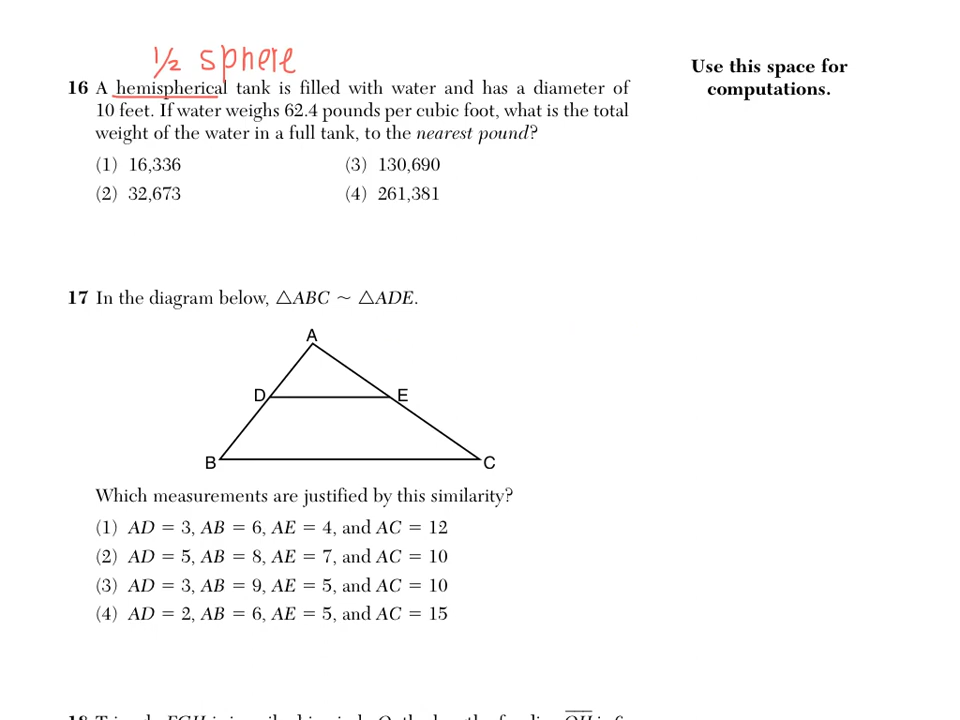 1/2 sphere
Use this space for
computations.
16 A hemispherical tank is filled with water and has a diameter of
10 feet. If water weighs 62.4 pounds per cubic foot, what is the total
weight of the water in a full tank, to the nearest pound?
(1) 16,336 (3) 130,690
(2) 32,673 (4) 261,381
17 In the diagram below, △ABC ~ △ADE.
A
D E
B C
Which measurements are justified by this similarity?
(1) AD = 3, AB = 6, AE = 4, and AC = 12
(2) AD = 5, AB = 8, AE = 7, and AC = 10
(3) AD = 3, AB = 9, AE = 5, and AC = 10
(4) AD = 2, AB = 6, AE = 5, and AC = 15